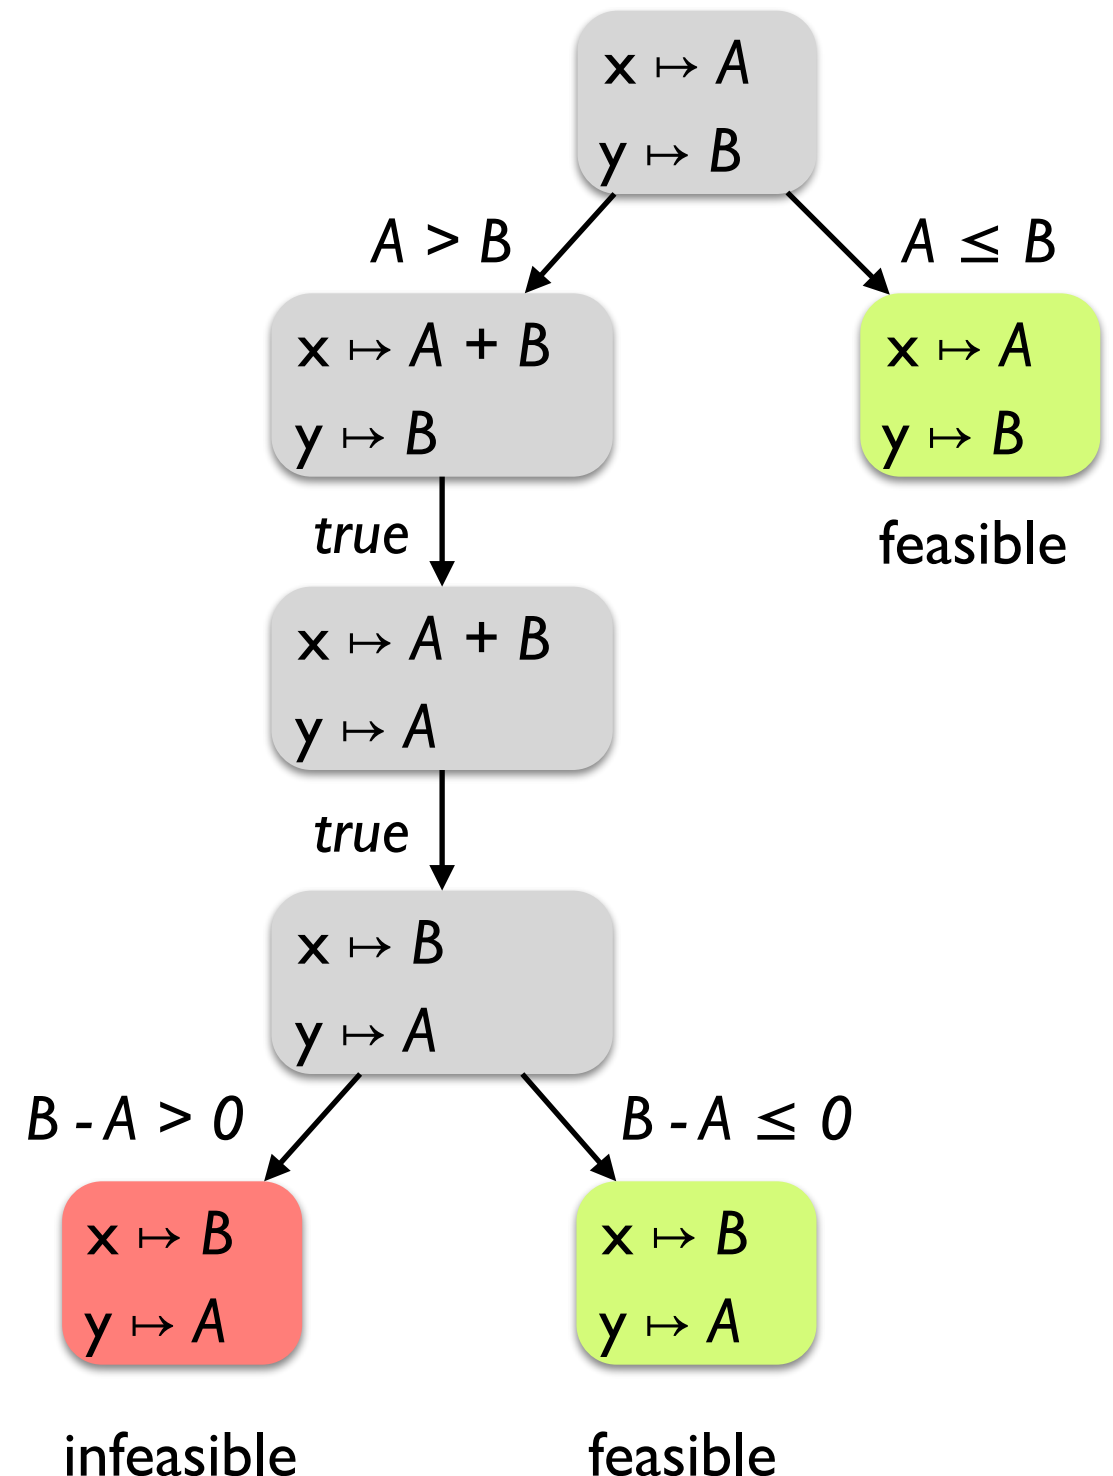 x ↦ A
y ↦ B
A > B
A ≤ B
x ↦ A + B
y ↦ B
x ↦ A
y ↦ B
true
feasible
x ↦ A + B
y ↦ A
true
x ↦ B
y ↦ A
B - A > 0
B - A ≤ 0
x ↦ B
y ↦ A
x ↦ B
y ↦ A
infeasible
feasible